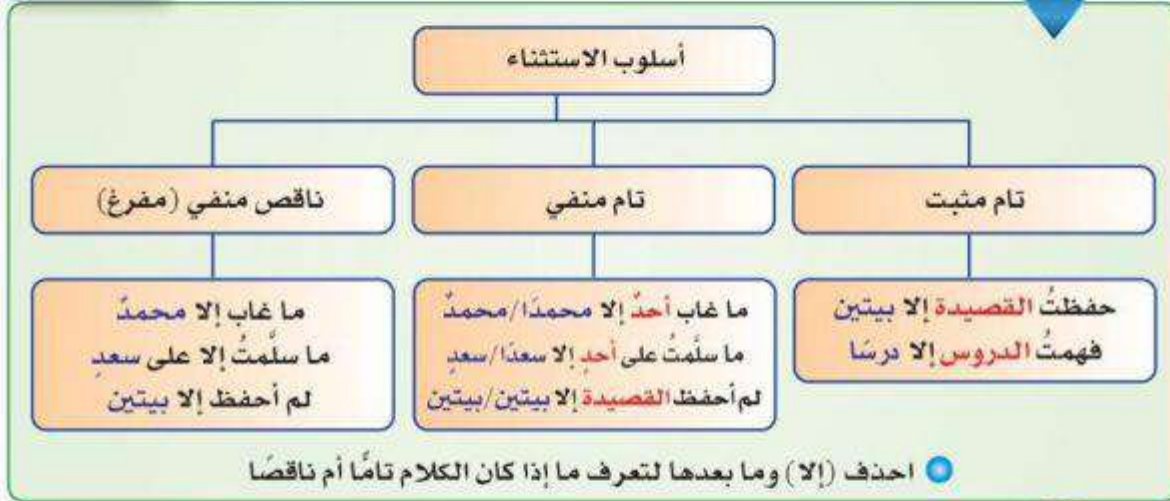 أسلوب الاستثناء
تام مثبت
تام منفي
ناقص منفي (مفرغ)
حفظتُ القصيدة إلا بيتين
فهمتُ الدروس إلا درسًا
ما غاب أحدٌ إلا محمدًا/محمدٌ
ما سلَّمتُ على أحدٍ إلا سعدًا/سعدٍ
لم أحفظ القصيدة إلا بيتين/بيتين
ما غاب إلا محمدٌ
ما سلَّمتُ إلا على سعدٍ
لم أحفظ إلا بيتين
احذف (إلا) وما بعدها لتعرف ما إذا كان الكلام تامًّا أم ناقصًا